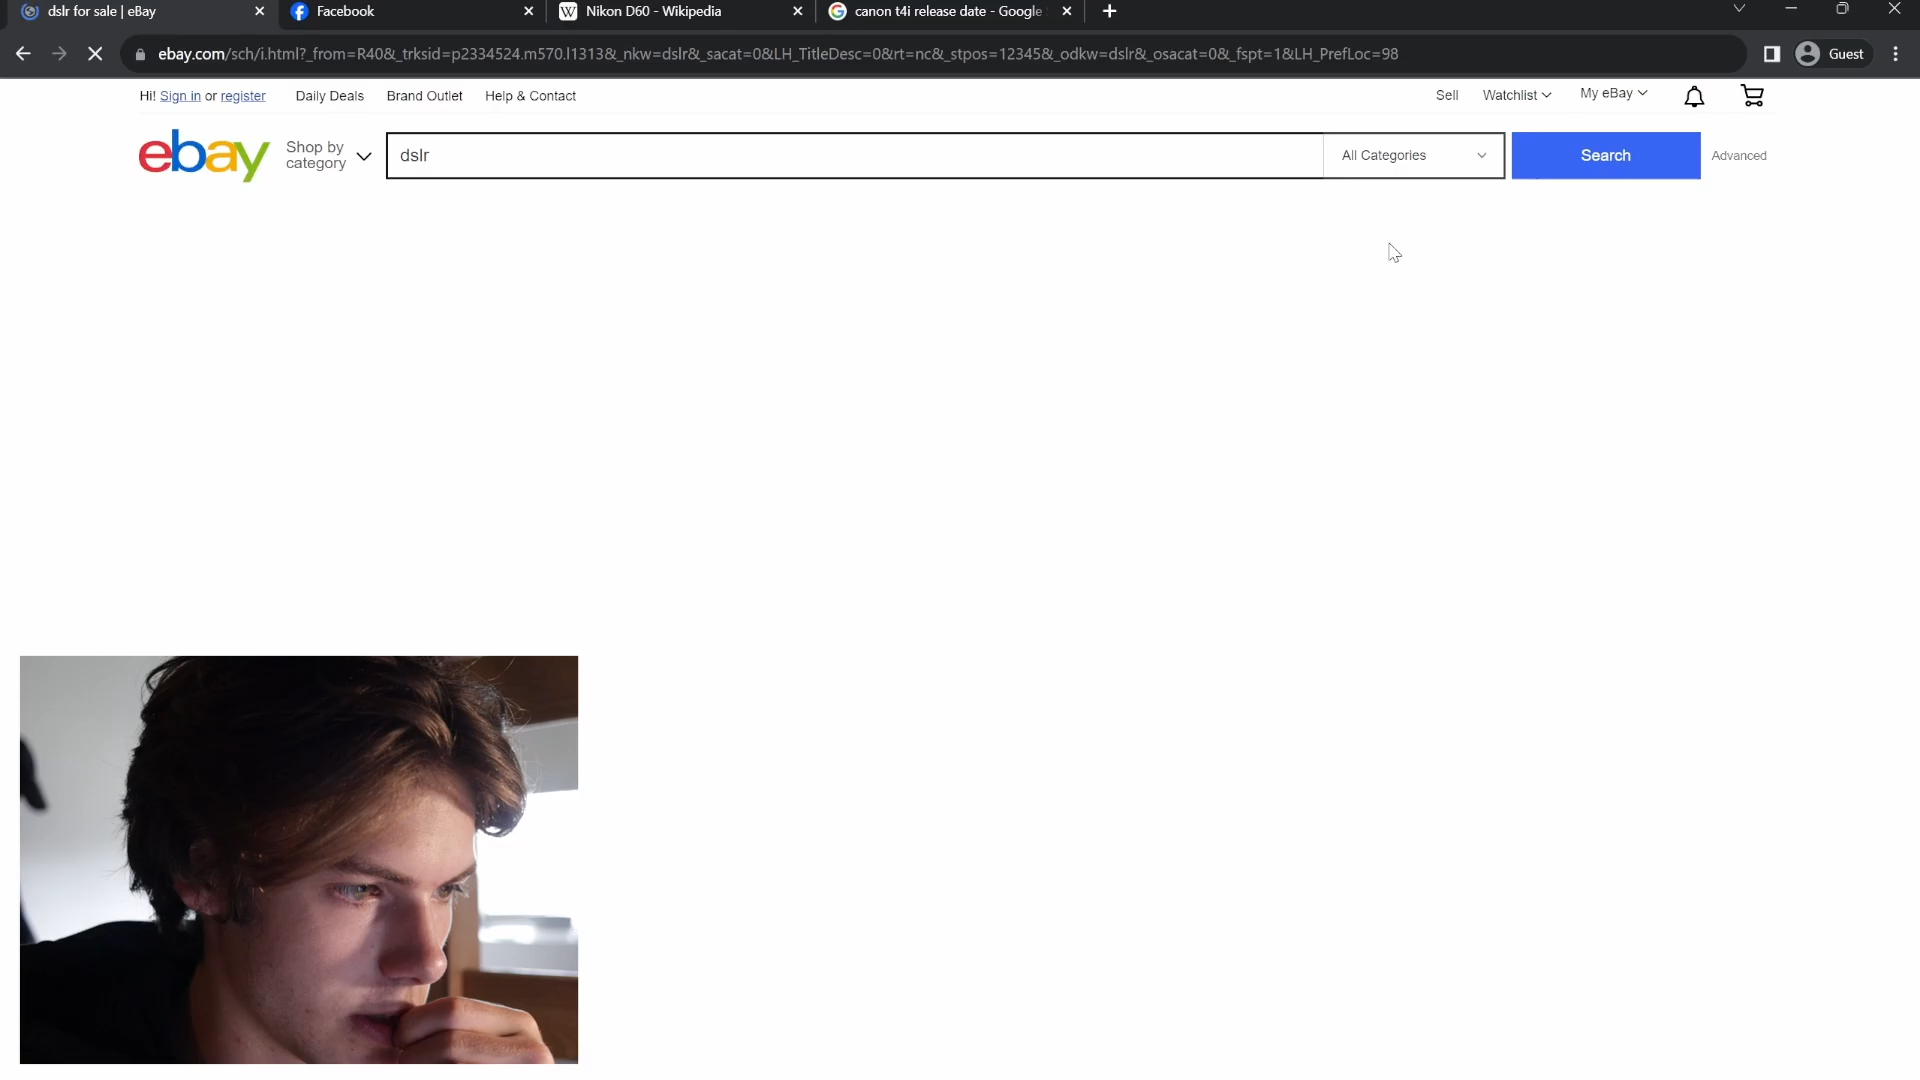 dslr for sale | eBay
Facebook
Nikon D60 - Wikipedia
canon t4i release date - Google
ebay.com/sch/i.html?_from=R40&_trksid=p2334524.m570.l1313&_nkw=dslr&_sacat=0&LH_TitleDesc=0&rt=nc&_stpos=12345&_odkw=dslr&_osacat=0&_fspt=1&LH_PrefLoc=98
Guest
Hi! Sign in or register
Daily Deals
Brand Outlet
Help & Contact
Sell
Watchlist
My eBay
ebay
Shop by
category
dslr
All Categories
Search
Advanced